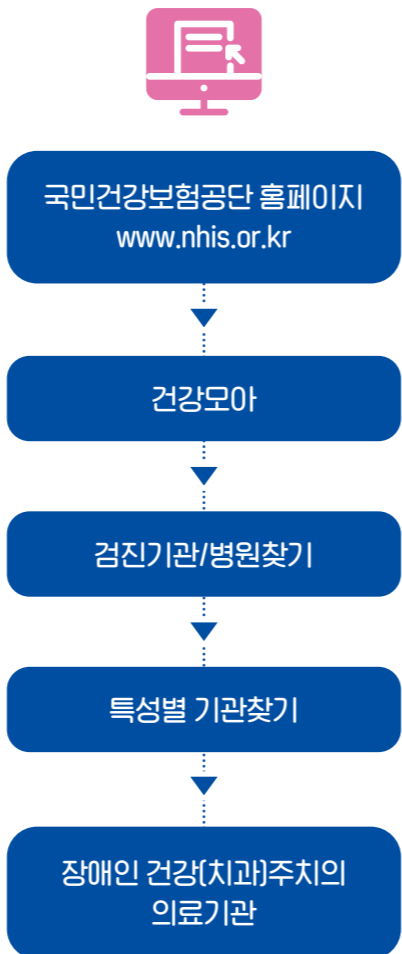 국민건강보험공단 홈페이지
www.nhis.or.kr
건강모아
검진기관/병원찾기
특성별 기관찾기
장애인 건강(치과)주치의
의료기관